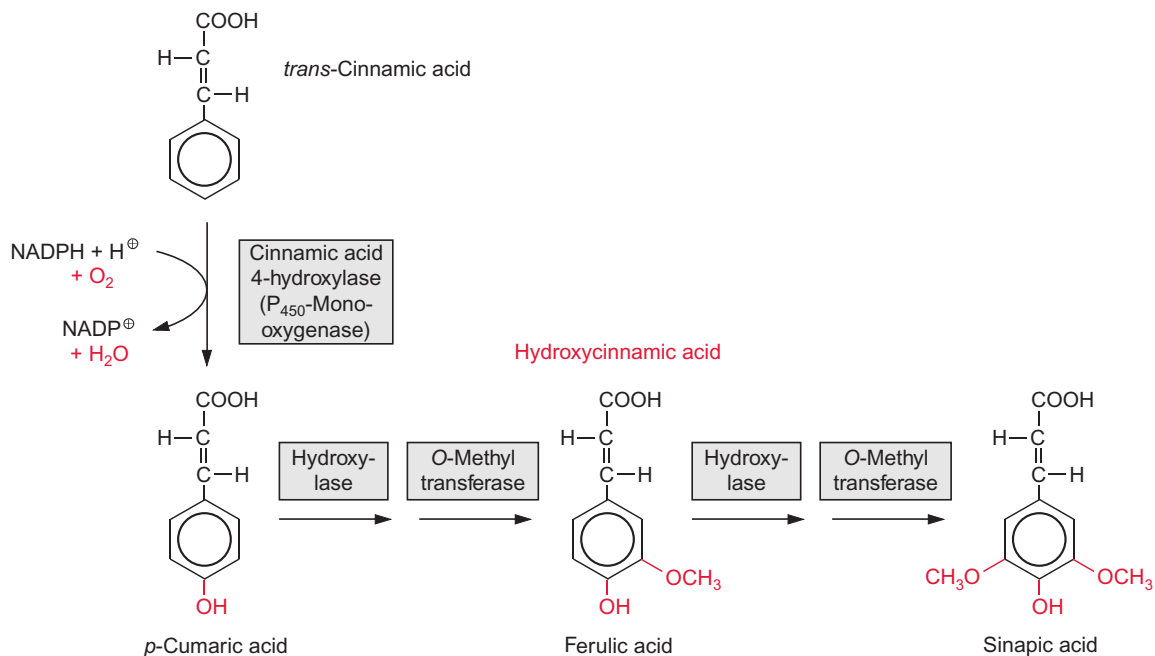 COOH
H C
C H
trans-Cinnamic acid
NADPH + H⊕
+ O₂
NADP⊕
+ H₂O
Cinnamic acid
4-hydroxylase
(P₄₅₀-Mono-
oxygenase)
Hydroxycinnamic acid
COOH
H C
C H
OH
p-Cumaric acid
Hydroxy-
lase
O-Methyl
transferase
COOH
H C
C H
OCH₃
OH
Ferulic acid
Hydroxy-
lase
O-Methyl
transferase
COOH
H C
C H
CH₃O OCH₃
OH
Sinapic acid